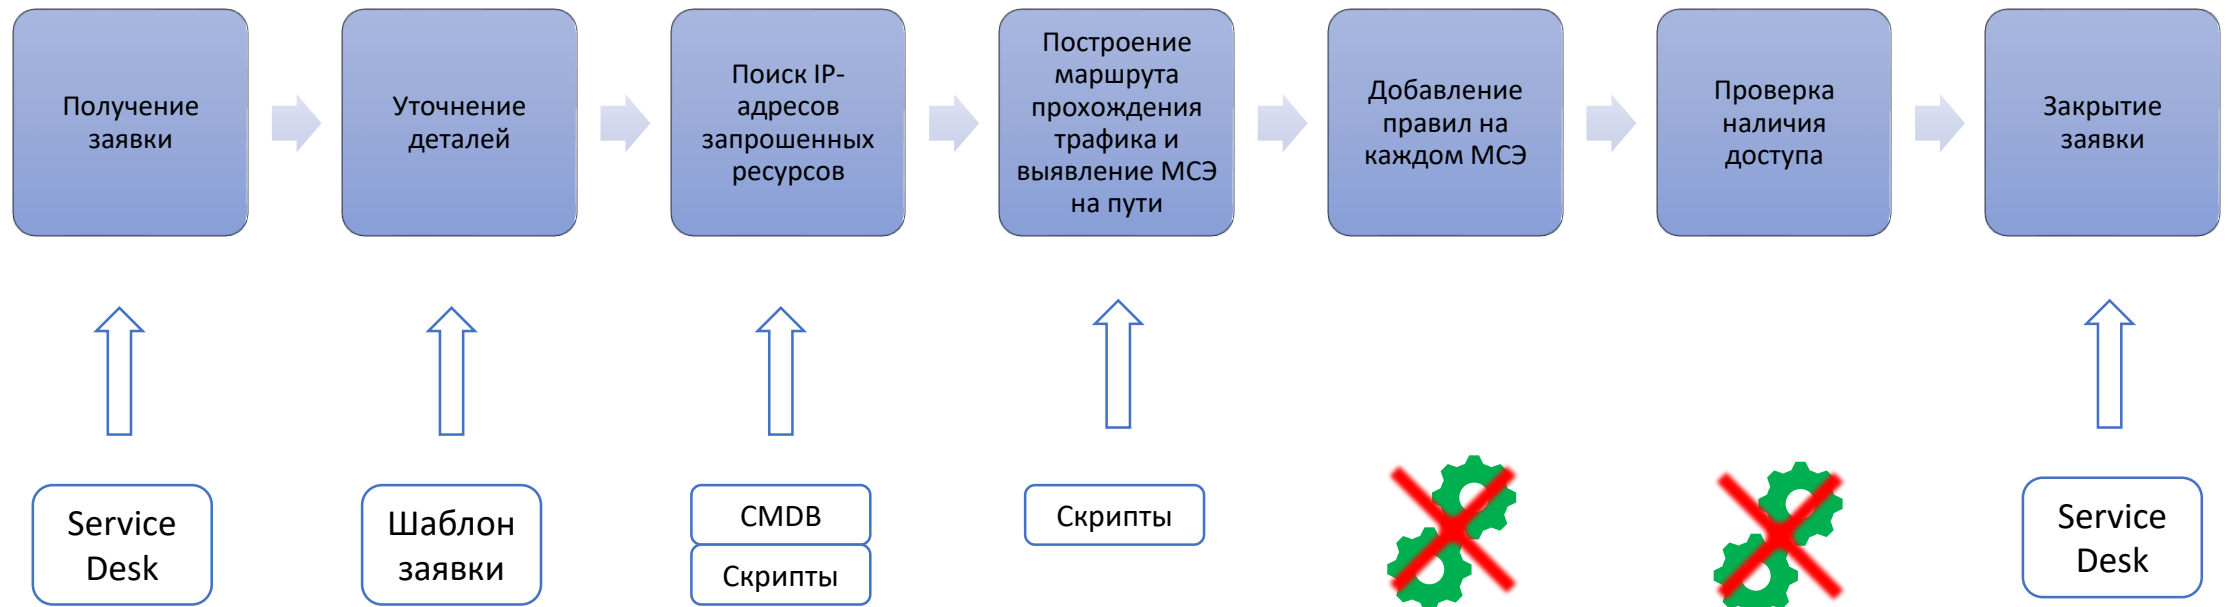 Получение
заявки
Уточнение
деталей
Поиск IP-
адресов
запрошенных
ресурсов
Построение
маршрута
прохождения
трафика и
выявление МСЭ
на пути
Добавление
правил на
каждом МСЭ
Проверка
наличия
доступа
Закрытие
заявки
Service
Desk
Шаблон
заявки
CMDB
Скрипты
Скрипты
Service
Desk